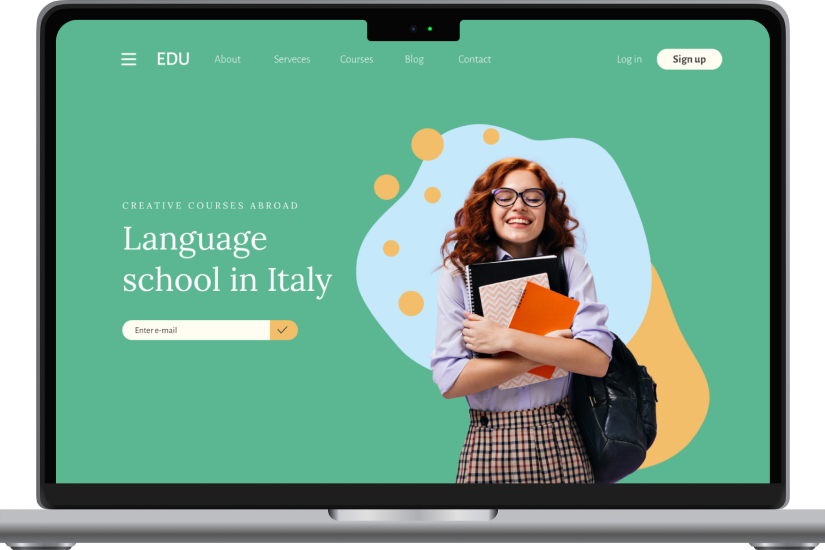 EDU About Serveces Courses Blog Contact Log in Sign up
CREATIVE COURSES ABROAD
Language
school in Italy
Enter e-mail